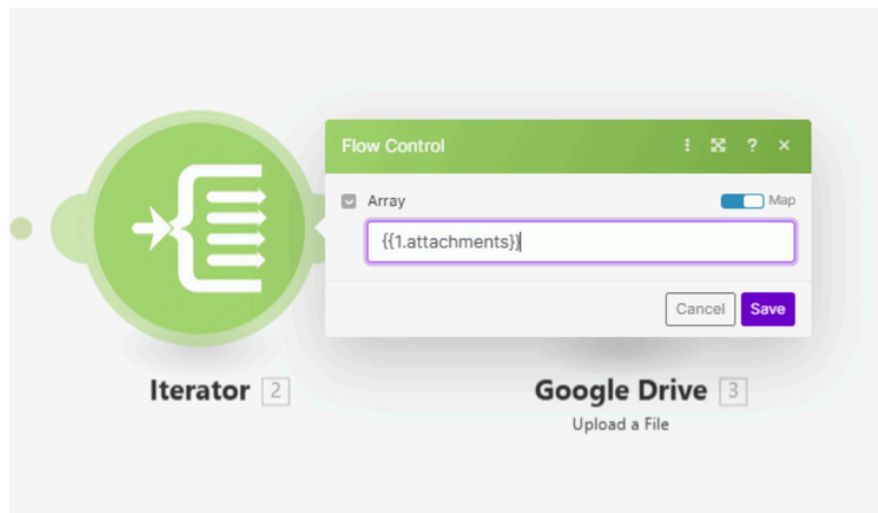 Flow Control
?
Array
Map
{{1.attachments}}
Cancel
Save
Iterator 2
Google Drive 3
Upload a File